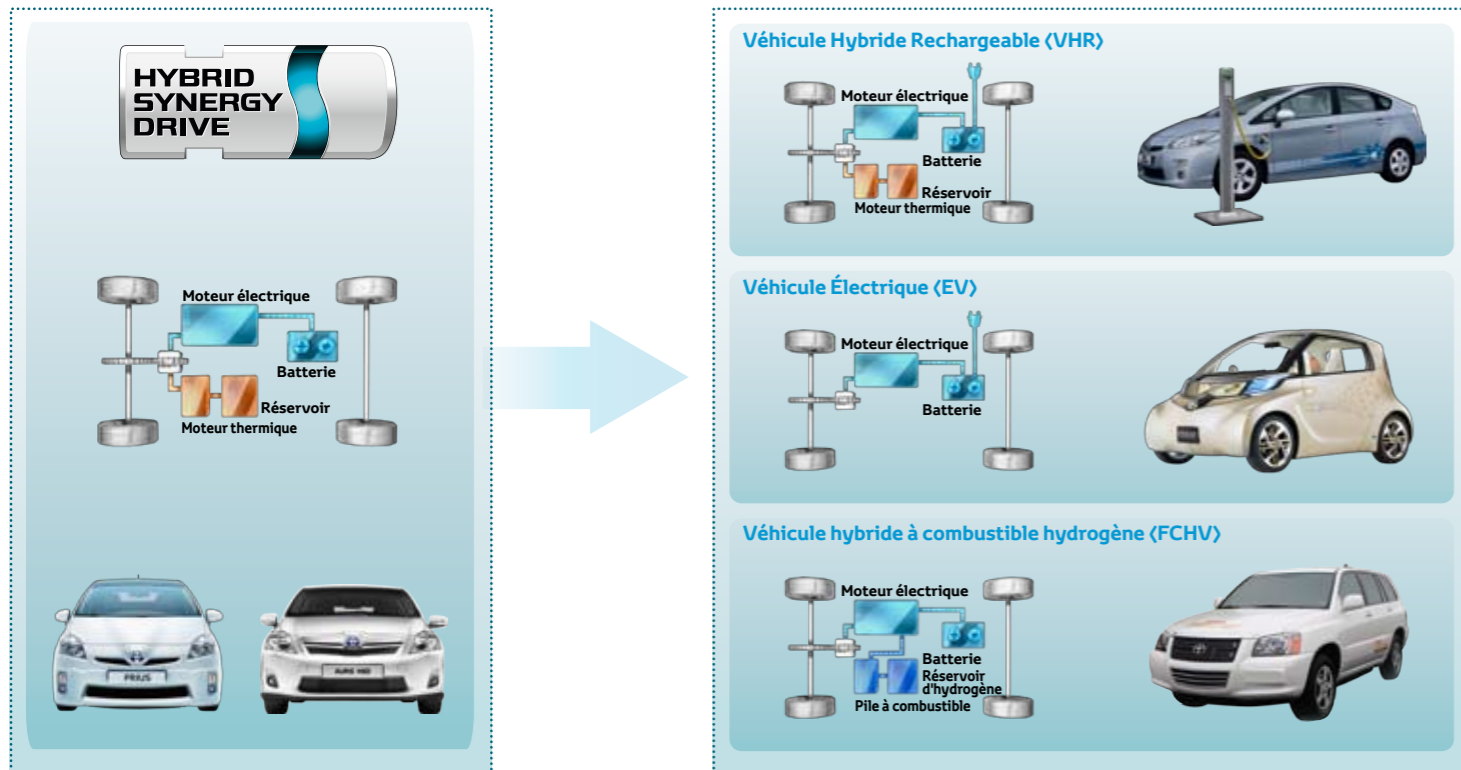 HYBRID
SYNERGY
DRIVE
Moteur électrique
Batterie
Réservoir
Moteur thermique
PRIUS
AURIS HSD
Véhicule Hybride Rechargeable (VHR)
Moteur électrique
Batterie
Réservoir
Moteur thermique
Véhicule Électrique (EV)
Moteur électrique
Batterie
Véhicule hybride à combustible hydrogène (FCHV)
Moteur électrique
Batterie
Réservoir
d'hydrogène
Pile à combustible